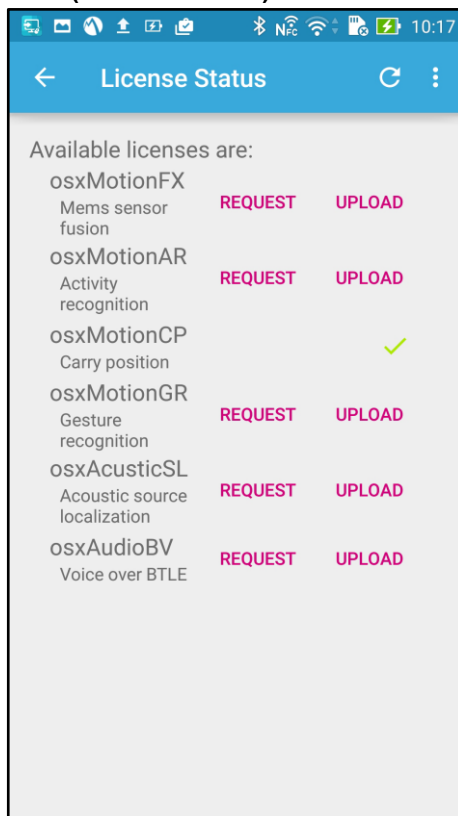 NFC 10:17
License Status
Available licenses are:
osxMotionFX
Mems sensor fusion REQUEST UPLOAD
osxMotionAR
Activity recognition REQUEST UPLOAD
osxMotionCP
Carry position
osxMotionGR
Gesture recognition REQUEST UPLOAD
osxAcusticSL
Acoustic source localization REQUEST UPLOAD
osxAudioBV
Voice over BTLE REQUEST UPLOAD